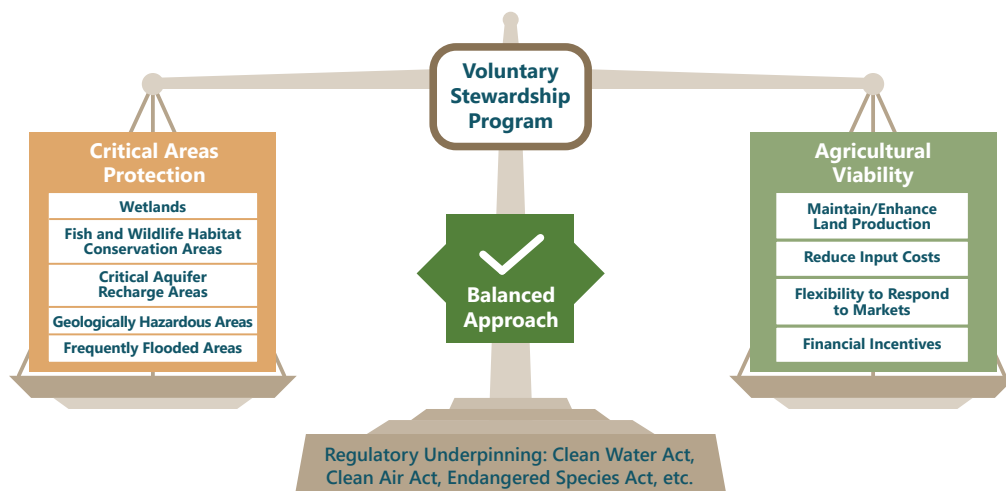 Voluntary
Stewardship
Program
Critical Areas
Protection
Wetlands
Fish and Wildlife Habitat
Conservation Areas
Critical Aquifer
Recharge Areas
Geologically Hazardous Areas
Frequently Flooded Areas
Balanced
Approach
Agricultural
Viability
Maintain/Enhance
Land Production
Reduce Input Costs
Flexibility to Respond
to Markets
Financial Incentives
Regulatory Underpinning: Clean Water Act,
Clean Air Act, Endangered Species Act, etc.